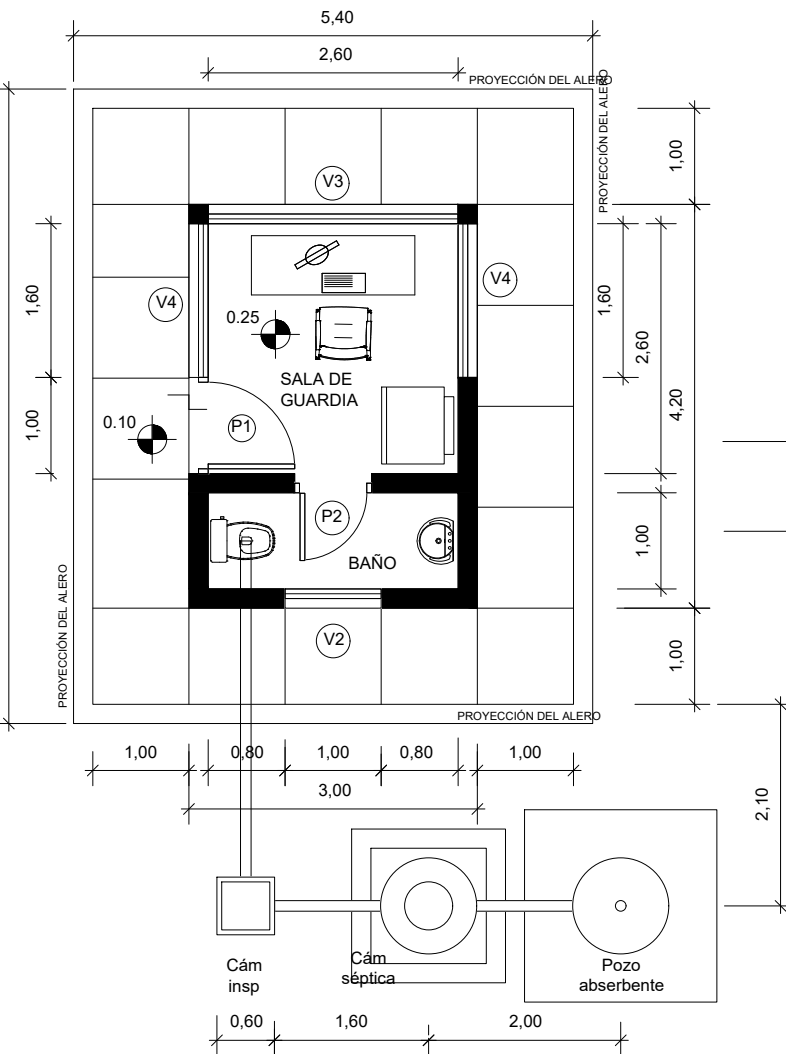 5,40
2,60
PROYECCIÓN DEL ALERO
PROYECCIÓN DEL ALERO
1,00
V3
V4
V4
1,60
1,60
0.25
2,60
4,20
SALA DE
GUARDIA
1,00
0.10
P1
P2
1,00
BAÑO
PROYECCIÓN DEL ALERO
V2
1,00
PROYECCIÓN DEL ALERO
1,00
0,80
1,00
0,80
1,00
3,00
2,10
Cám
insp
Cám
séptica
Pozo
abserbente
0,60
1,60
2,00